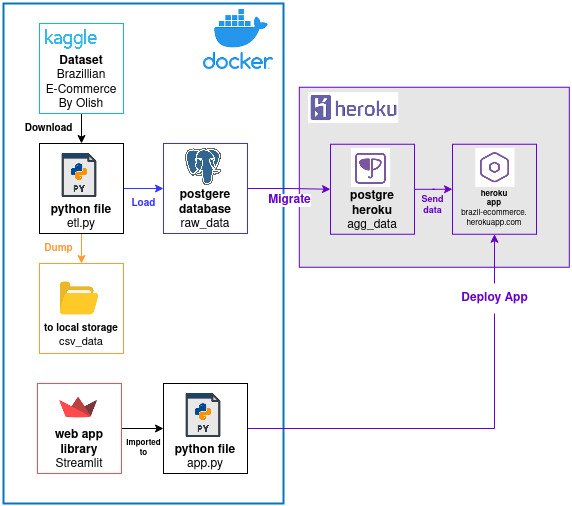 kaggle
Dataset
Brazillian
E-Commerce
By Olish
docker
Download
PY
python file
etl.py
Load
postgere
database
raw_data
Migrate
heroku
postgre
heroku
agg_data
Send
data
heroku
app
brazil-ecommerce.
herokuapp.com
Dump
to local storage
csv_data
Deploy App
web app
library
Streamlit
Imported
to
PY
python file
app.py